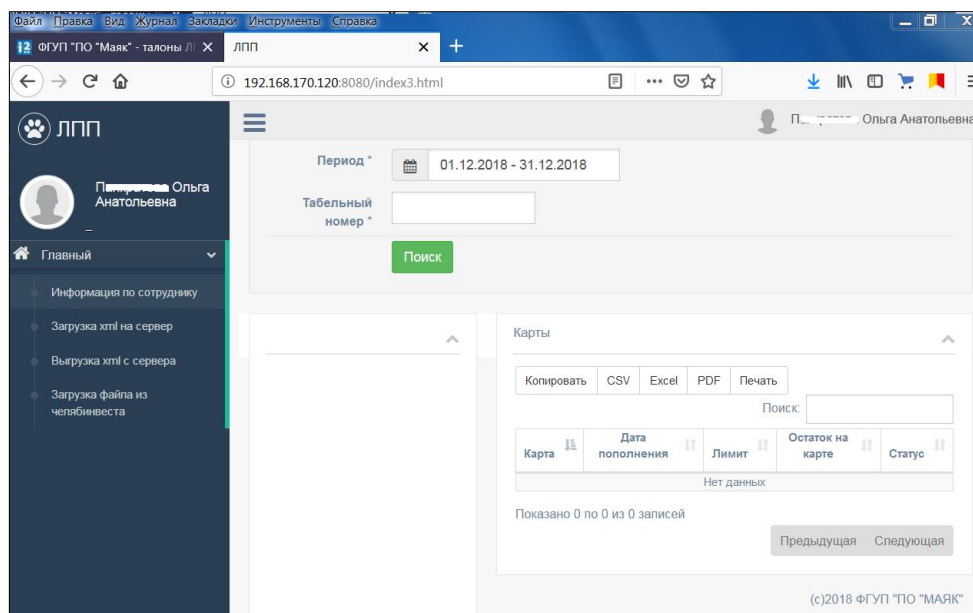 Файл Правка Вид Журнал Закладки Инструменты Справка
ФГУП "ПО "Маяк" - талоны Л
ЛПП
192.168.170.120:8080/index3.html
ЛПП
Ольга Анатольевна
Ольга
Анатольевна
Главный
Информация по сотруднику
Загрузка xml на сервер
Выгрузка xml с сервера
Загрузка файла из
челябинвеста
Период *
01.12.2018 - 31.12.2018
Табельный
номер *
Поиск
Карты
Копировать CSV Excel PDF Печать
Поиск:
Карта Дата пополнения Лимит Остаток на карте Статус
Нет данных
Показано 0 по 0 из 0 записей
Предыдущая Следующая
(c)2018 ФГУП "ПО "МАЯК"